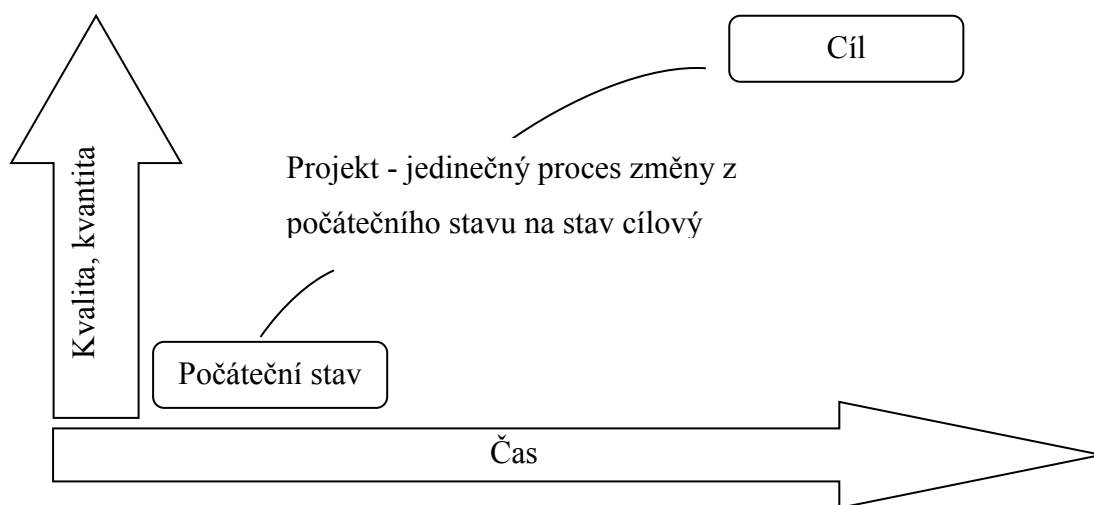 Cíl
Projekt - jedinečný proces změny z
počátečního stavu na stav cílový
Kvalita, kvantita
Počáteční stav
Čas